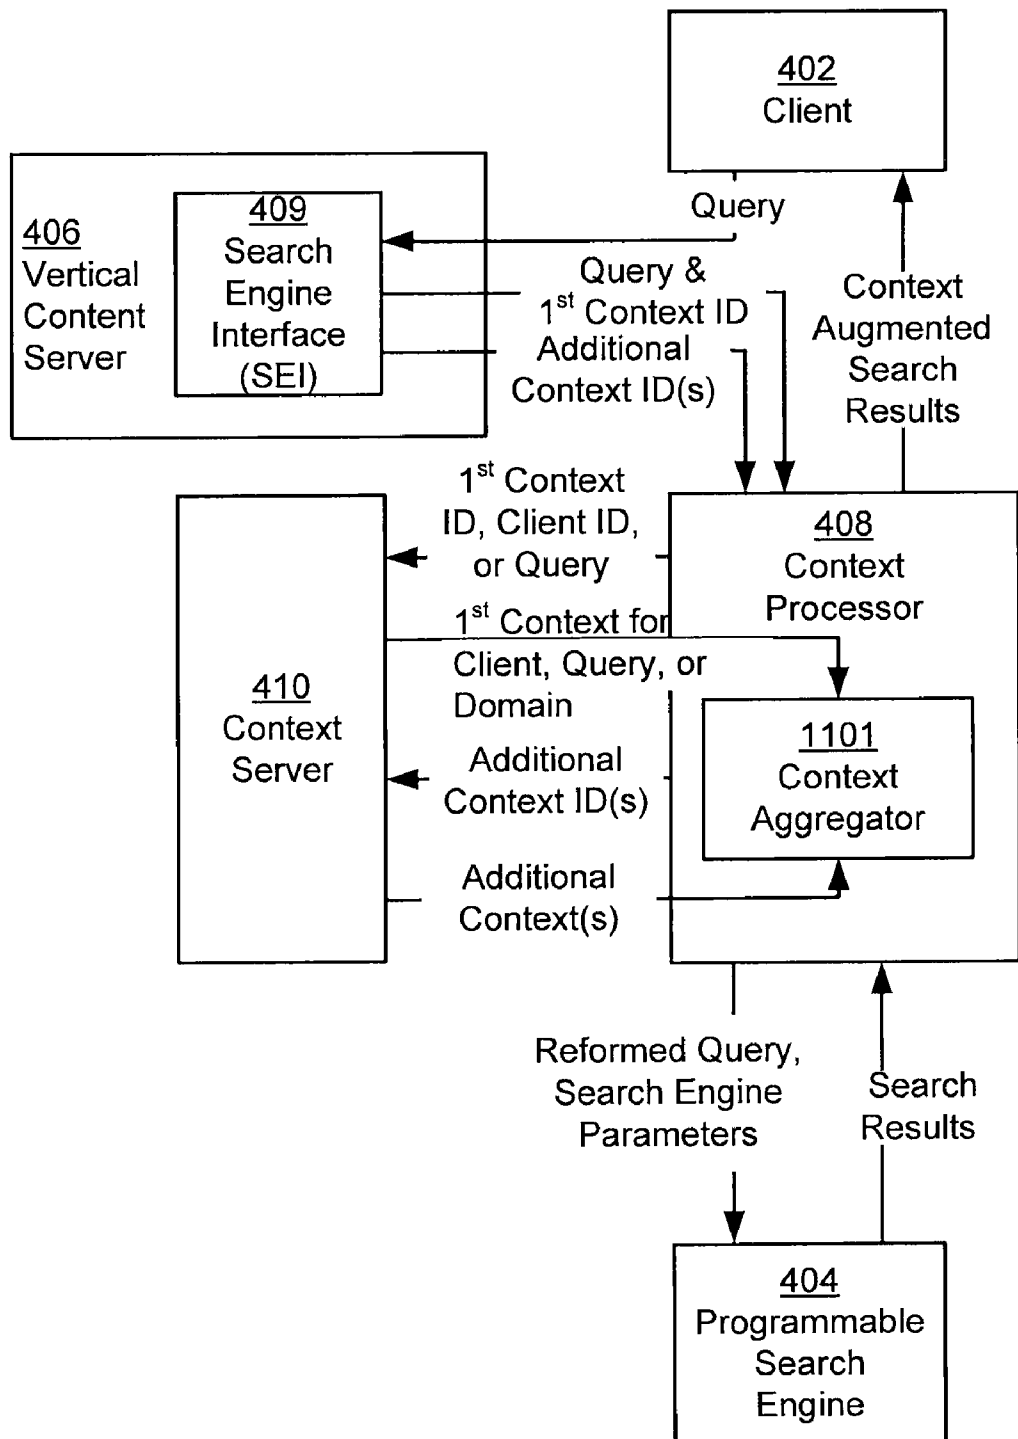 402
Client
Query
406
Vertical
Content
Server
409
Search
Engine
Interface
(SEI)
Query &
1st Context ID
Additional
Context ID(s)
Context
Augmented
Search
Results
1st Context
ID, Client ID,
or Query
408
Context
Processor
1st Context for
Client, Query, or
Domain
410
Context
Server
1101
Context
Aggregator
Additional
Context ID(s)
Additional
Context(s)
Reformed Query,
Search Engine
Parameters
Search
Results
404
Programmable
Search
Engine